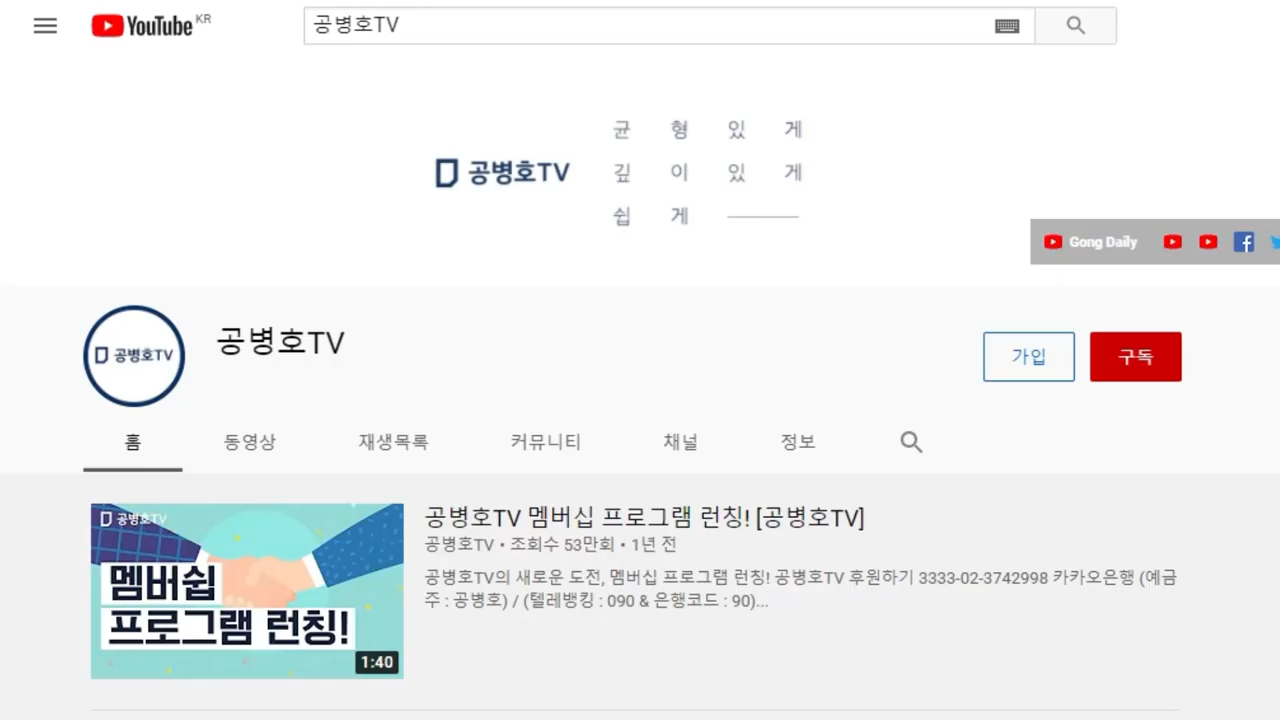 YouTube KR
공병호TV
균 형 있 게
공병호TV
깊 이 있 게
쉽 게
Gong Daily
공병호TV
공병호TV
가입
구독
홈
동영상
재생목록
커뮤니티
채널
정보
공병호TV
멤버쉽
프로그램 런칭!
1:40
공병호TV 멤버십 프로그램 런칭! [공병호TV]
공병호TV • 조회수 53만회 • 1년 전
공병호TV의 새로운 도전, 멤버십 프로그램 런칭! 공병호TV 후원하기 3333-02-3742998 카카오은행 (예금
주 : 공병호) / (텔레뱅킹 : 090 & 은행코드 : 90)...